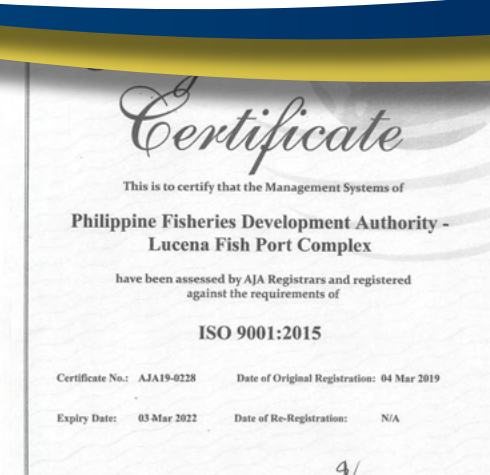 Certificate
This is to certify that the Management Systems of
Philippine Fisheries Development Authority -
Lucena Fish Port Complex
have been assessed by AJA Registrars and registered
against the requirements of
ISO 9001:2015
Certificate No.: AJA19-0228 Date of Original Registration: 04 Mar 2019
Expiry Date: 03 Mar 2022 Date of Re-Registration: N/A